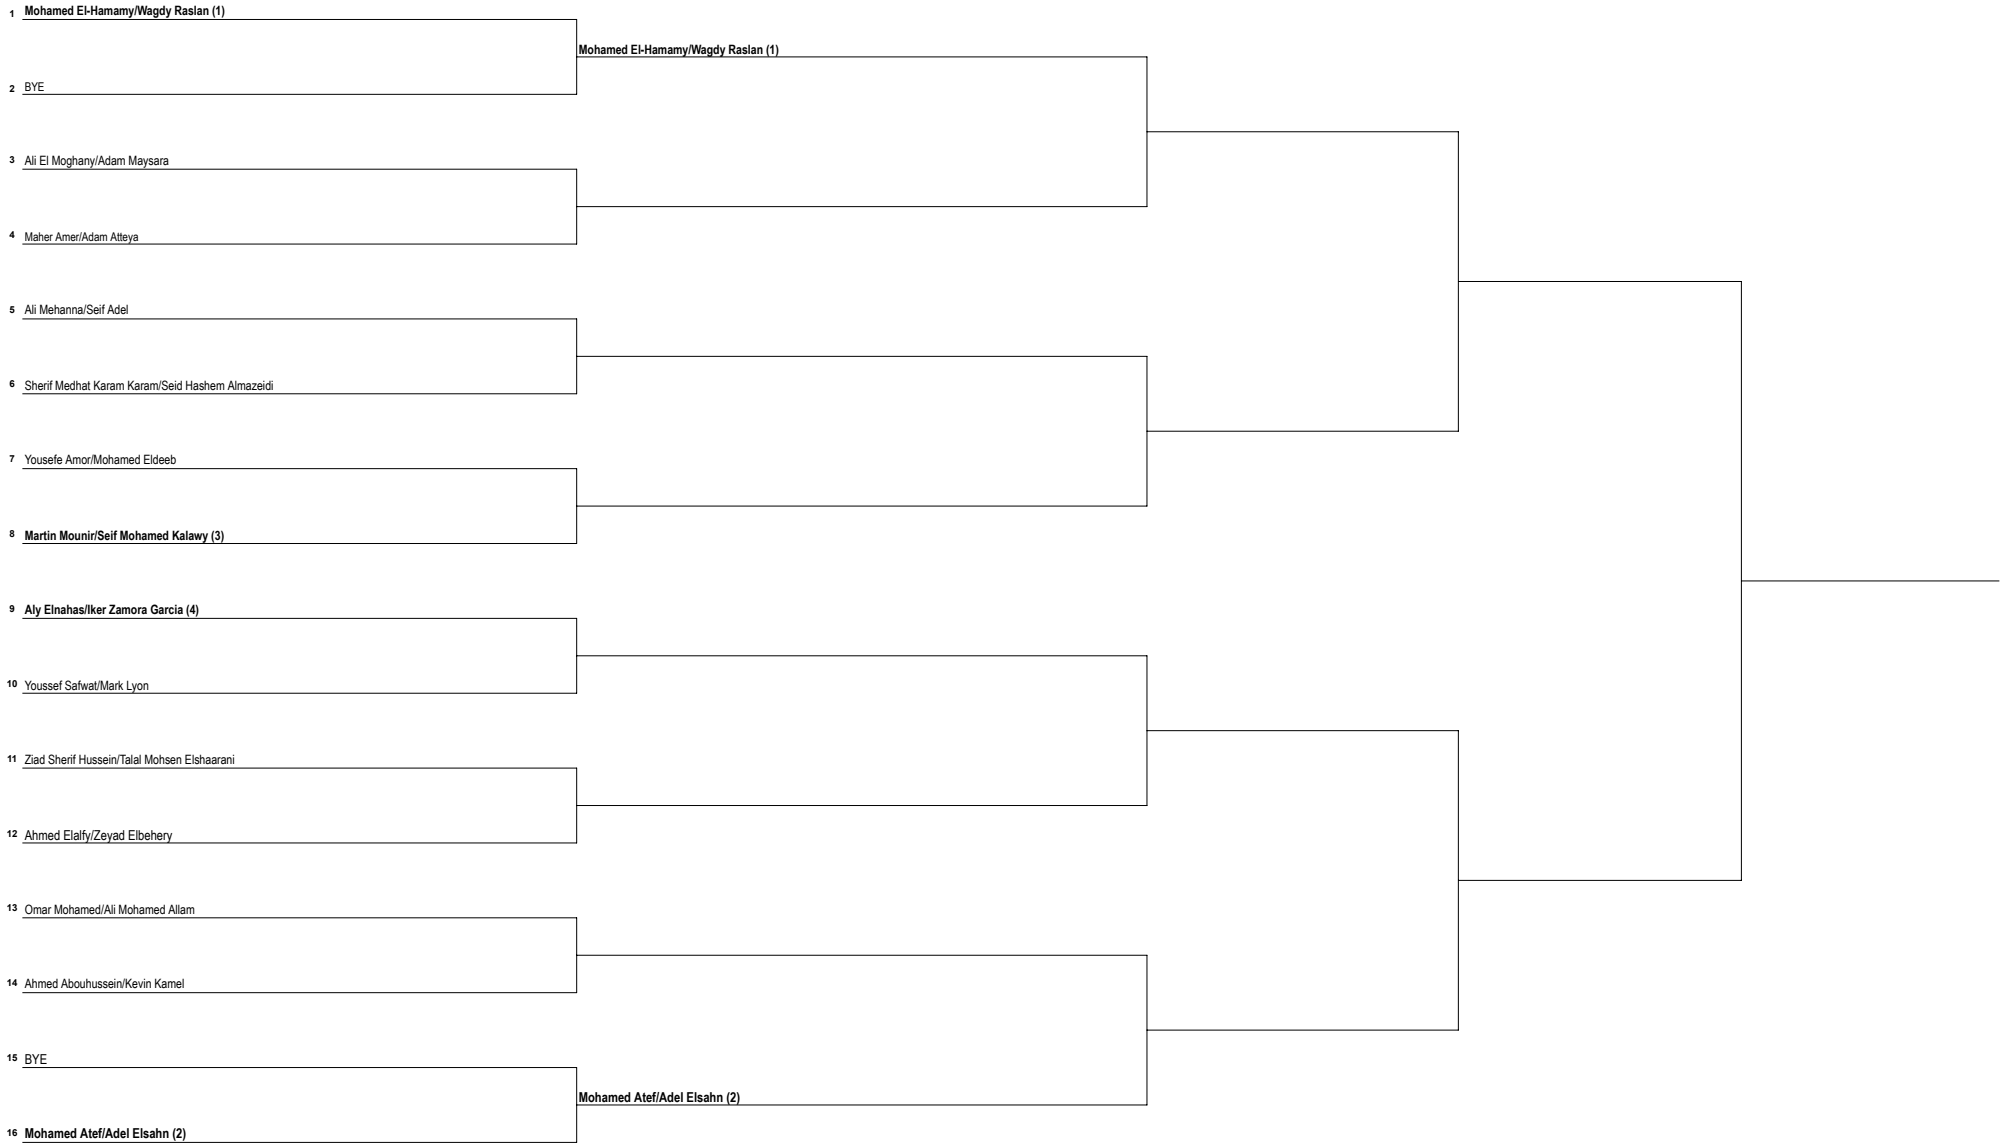 1 Mohamed El-Hamamy/Wagdy Raslan (1)
Mohamed El-Hamamy/Wagdy Raslan (1)
2 BYE
3 Ali El Moghany/Adam Maysara
4 Maher Amer/Adam Atteya
5 Ali Mehanna/Seif Adel
6 Sherif Medhat Karam Karam/Seid Hashem Almazeidi
7 Yousefe Amor/Mohamed Eldeeb
8 Martin Mounir/Seif Mohamed Kalawy (3)
9 Aly Elnahas/Iker Zamora Garcia (4)
10 Youssef Safwat/Mark Lyon
11 Ziad Sherif Hussein/Talal Mohsen Elshaarani
12 Ahmed Elalfy/Zeyad Elbehery
13 Omar Mohamed/Ali Mohamed Allam
14 Ahmed Abouhussein/Kevin Kamel
15 BYE
Mohamed Atef/Adel Elsahn (2)
16 Mohamed Atef/Adel Elsahn (2)